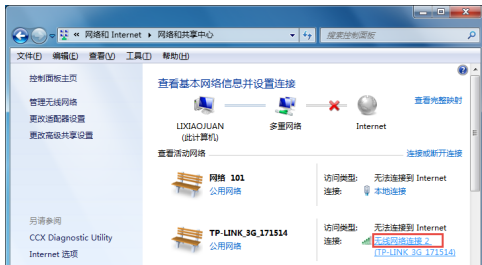 网络和 Internet ▸ 网络和共享中心
搜索控制面板
文件(F) 编辑(E) 查看(V) 工具(T) 帮助(H)
控制面板主页
管理无线网络
更改适配器设置
更改高级共享设置
另请参阅
CCX Diagnostic Utility
Internet 选项
查看基本网络信息并设置连接
查看完整映射
LIXIAOJUAN
(此计算机)
多重网络
Internet
查看活动网络
连接或断开连接
网络 101
公用网络
访问类型: 无法连接到 Internet
连接: 本地连接
TP-LINK_3G_171514
公用网络
访问类型: 无法连接到 Internet
连接: 无线网络连接 2
(TP-LINK_3G_171514)